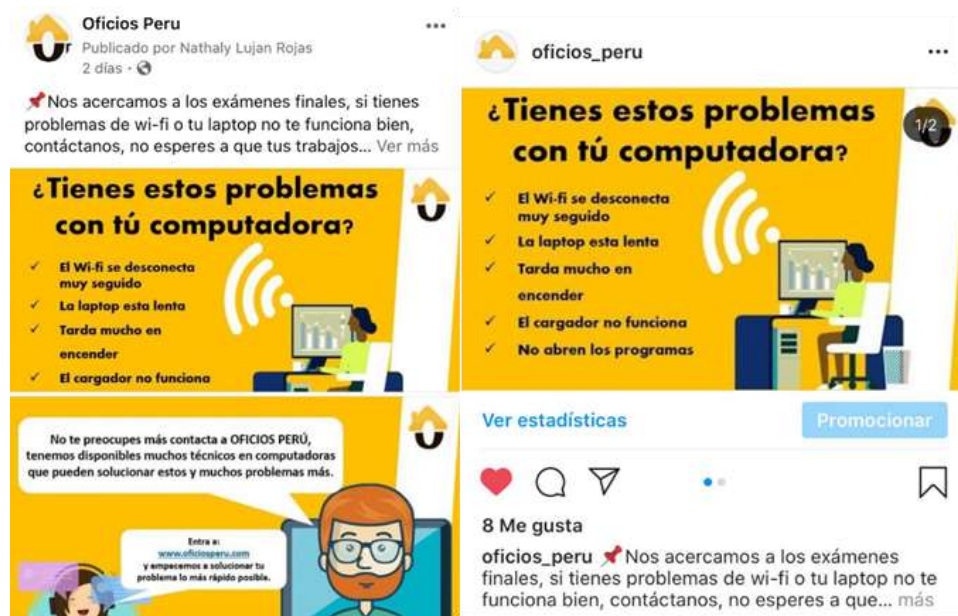 Oficios Peru
Publicado por Nathaly Lujan Rojas
2 días
Nos acercamos a los exámenes finales, si tienes
problemas de wi-fi o tu laptop no te funciona bien,
contáctanos, no esperes a que tus trabajos... Ver más
¿Tienes estos problemas
con tú computadora?
✓ El Wi-fi se desconecta
muy seguido
✓ La laptop esta lenta
✓ Tarda mucho en
encender
✓ El cargador no funciona
No te preocupes más contacta a OFICIOS PERÚ,
tenemos disponibles muchos técnicos en computadoras
que pueden solucionar estos y muchos problemas más.
Entra a:
www.oficiosperu.com
y empecemos a solucionar tu
problema lo más rápido posible.
oficios_peru
¿Tienes estos problemas
con tú computadora?
1/2
✓ El Wi-fi se desconecta
muy seguido
✓ La laptop esta lenta
✓ Tarda mucho en
encender
✓ El cargador no funciona
✓ No abren los programas
Ver estadísticas
Promocionar
8 Me gusta
oficios_peru Nos acercamos a los exámenes
finales, si tienes problemas de wi-fi o tu laptop no te
funciona bien, contáctanos, no esperes a que... más